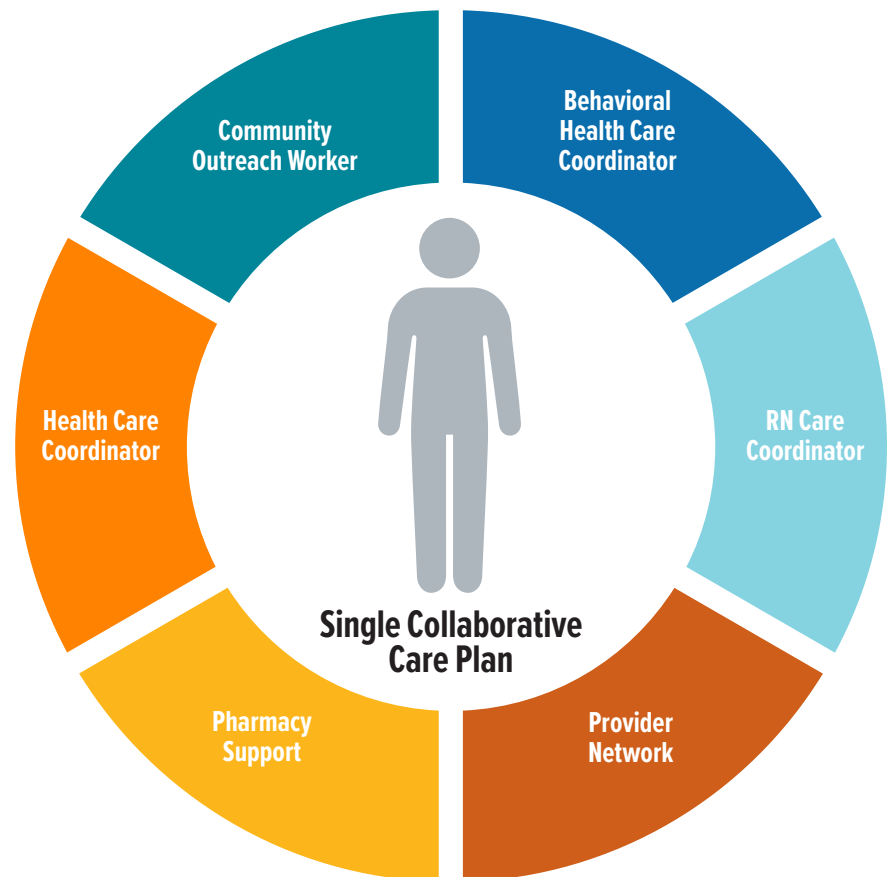 Community
Outreach Worker
Behavioral
Health Care
Coordinator
Health Care
Coordinator
RN Care
Coordinator
Single Collaborative
Care Plan
Pharmacy
Support
Provider
Network